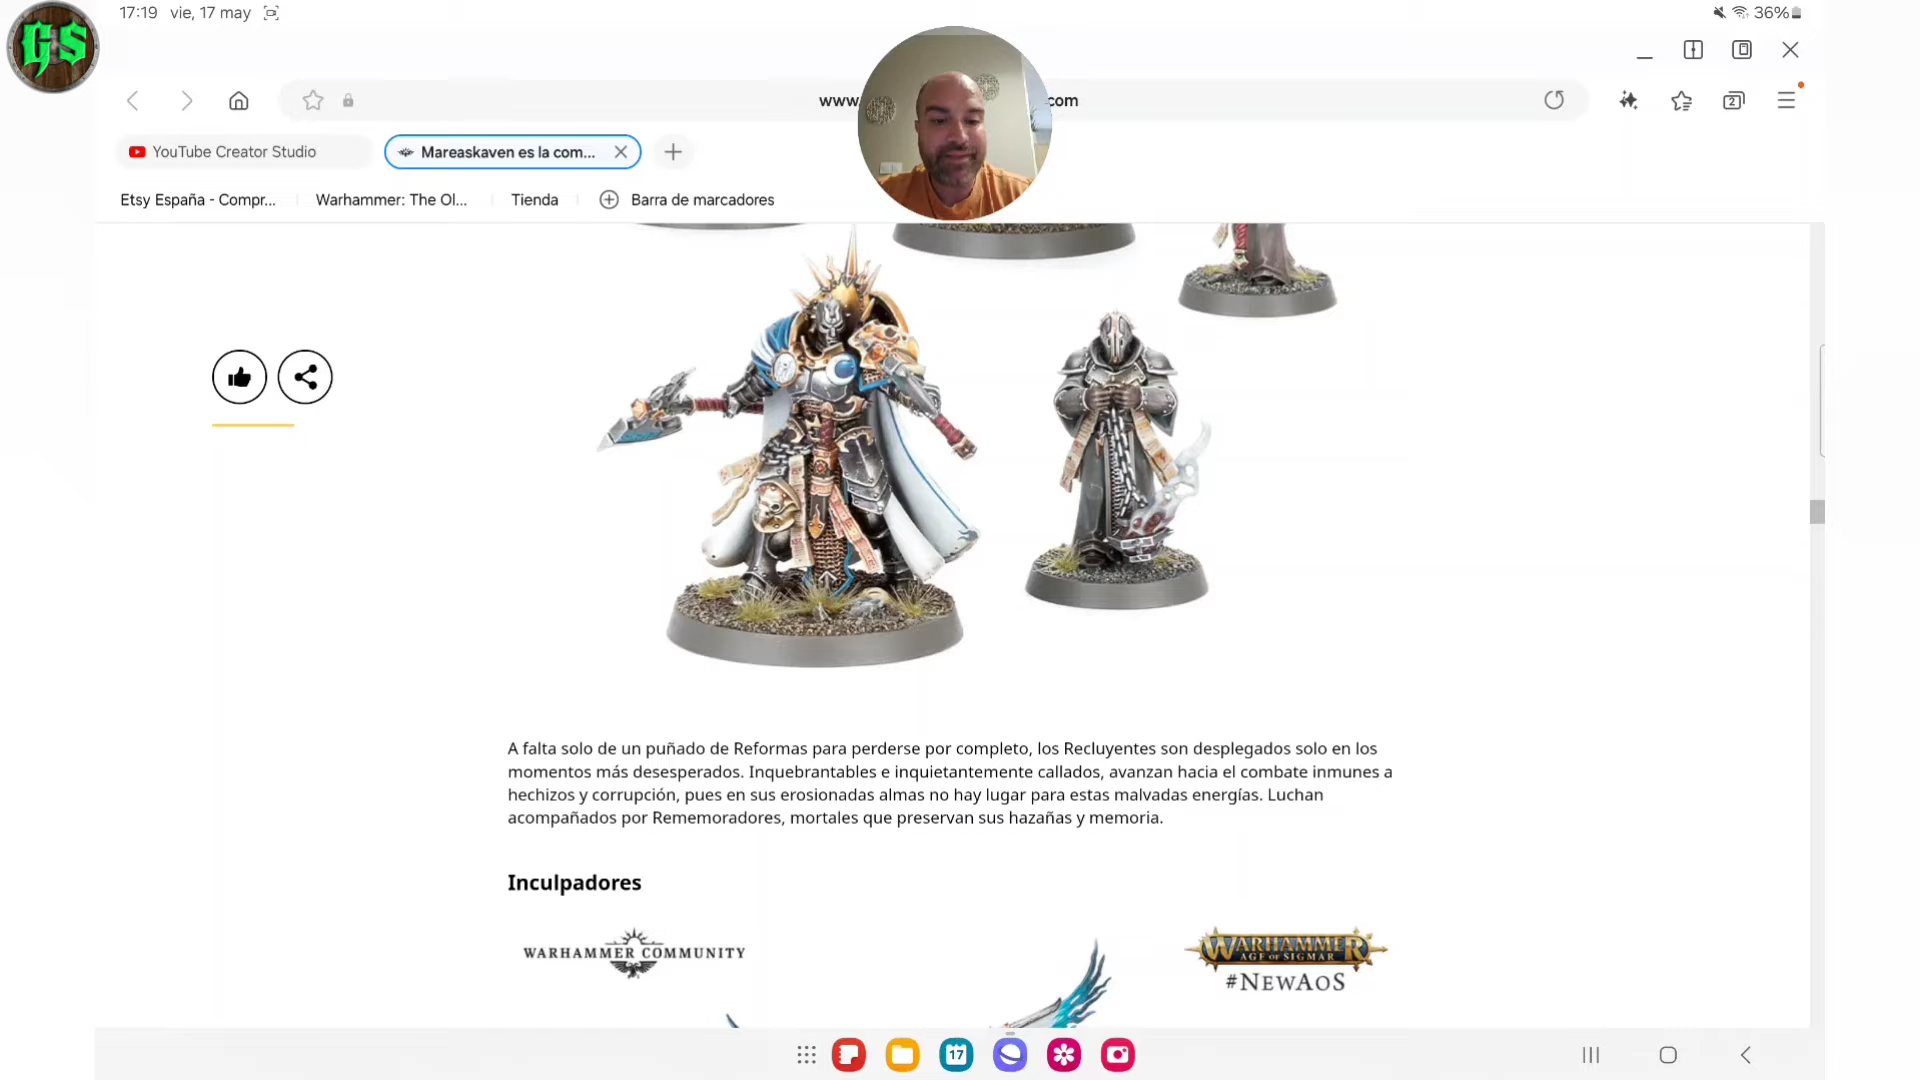 GS
17:19 vie, 17 may
36%
www.
com
2
YouTube Creator Studio
Mareaskaven es la com...
Etsy España - Compr...
Warhammer: The Ol...
Tienda
Barra de marcadores
A falta solo de un puñado de Reformas para perderse por completo, los Recluyentes son desplegados solo en los
momentos más desesperados. Inquebrantables e inquietantemente callados, avanzan hacia el combate inmunes a
hechizos y corrupción, pues en sus erosionadas almas no hay lugar para estas malvadas energías. Luchan
acompañados por Rememoradores, mortales que preservan sus hazañas y memoria.
Inculpadores
WARHAMMER COMMUNITY
WARHAMMER
AGE OF SIGMAR
#NEWAOS
17